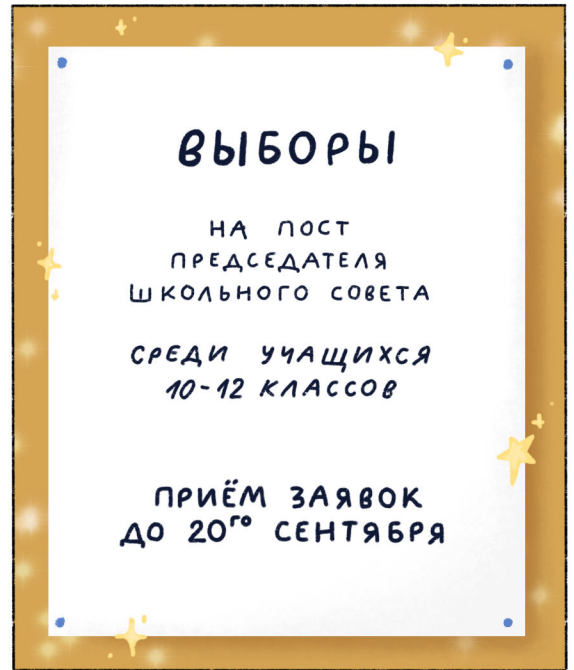 ВЫБОРЫ
НА ПОСТ
ПРЕДСЕДАТЕЛЯ
ШКОЛЬНОГО СОВЕТА
СРЕДИ УЧАЩИХСЯ
10-12 КЛАССОВ
ПРИЁМ ЗАЯВОК
ДО 20го СЕНТЯБРЯ